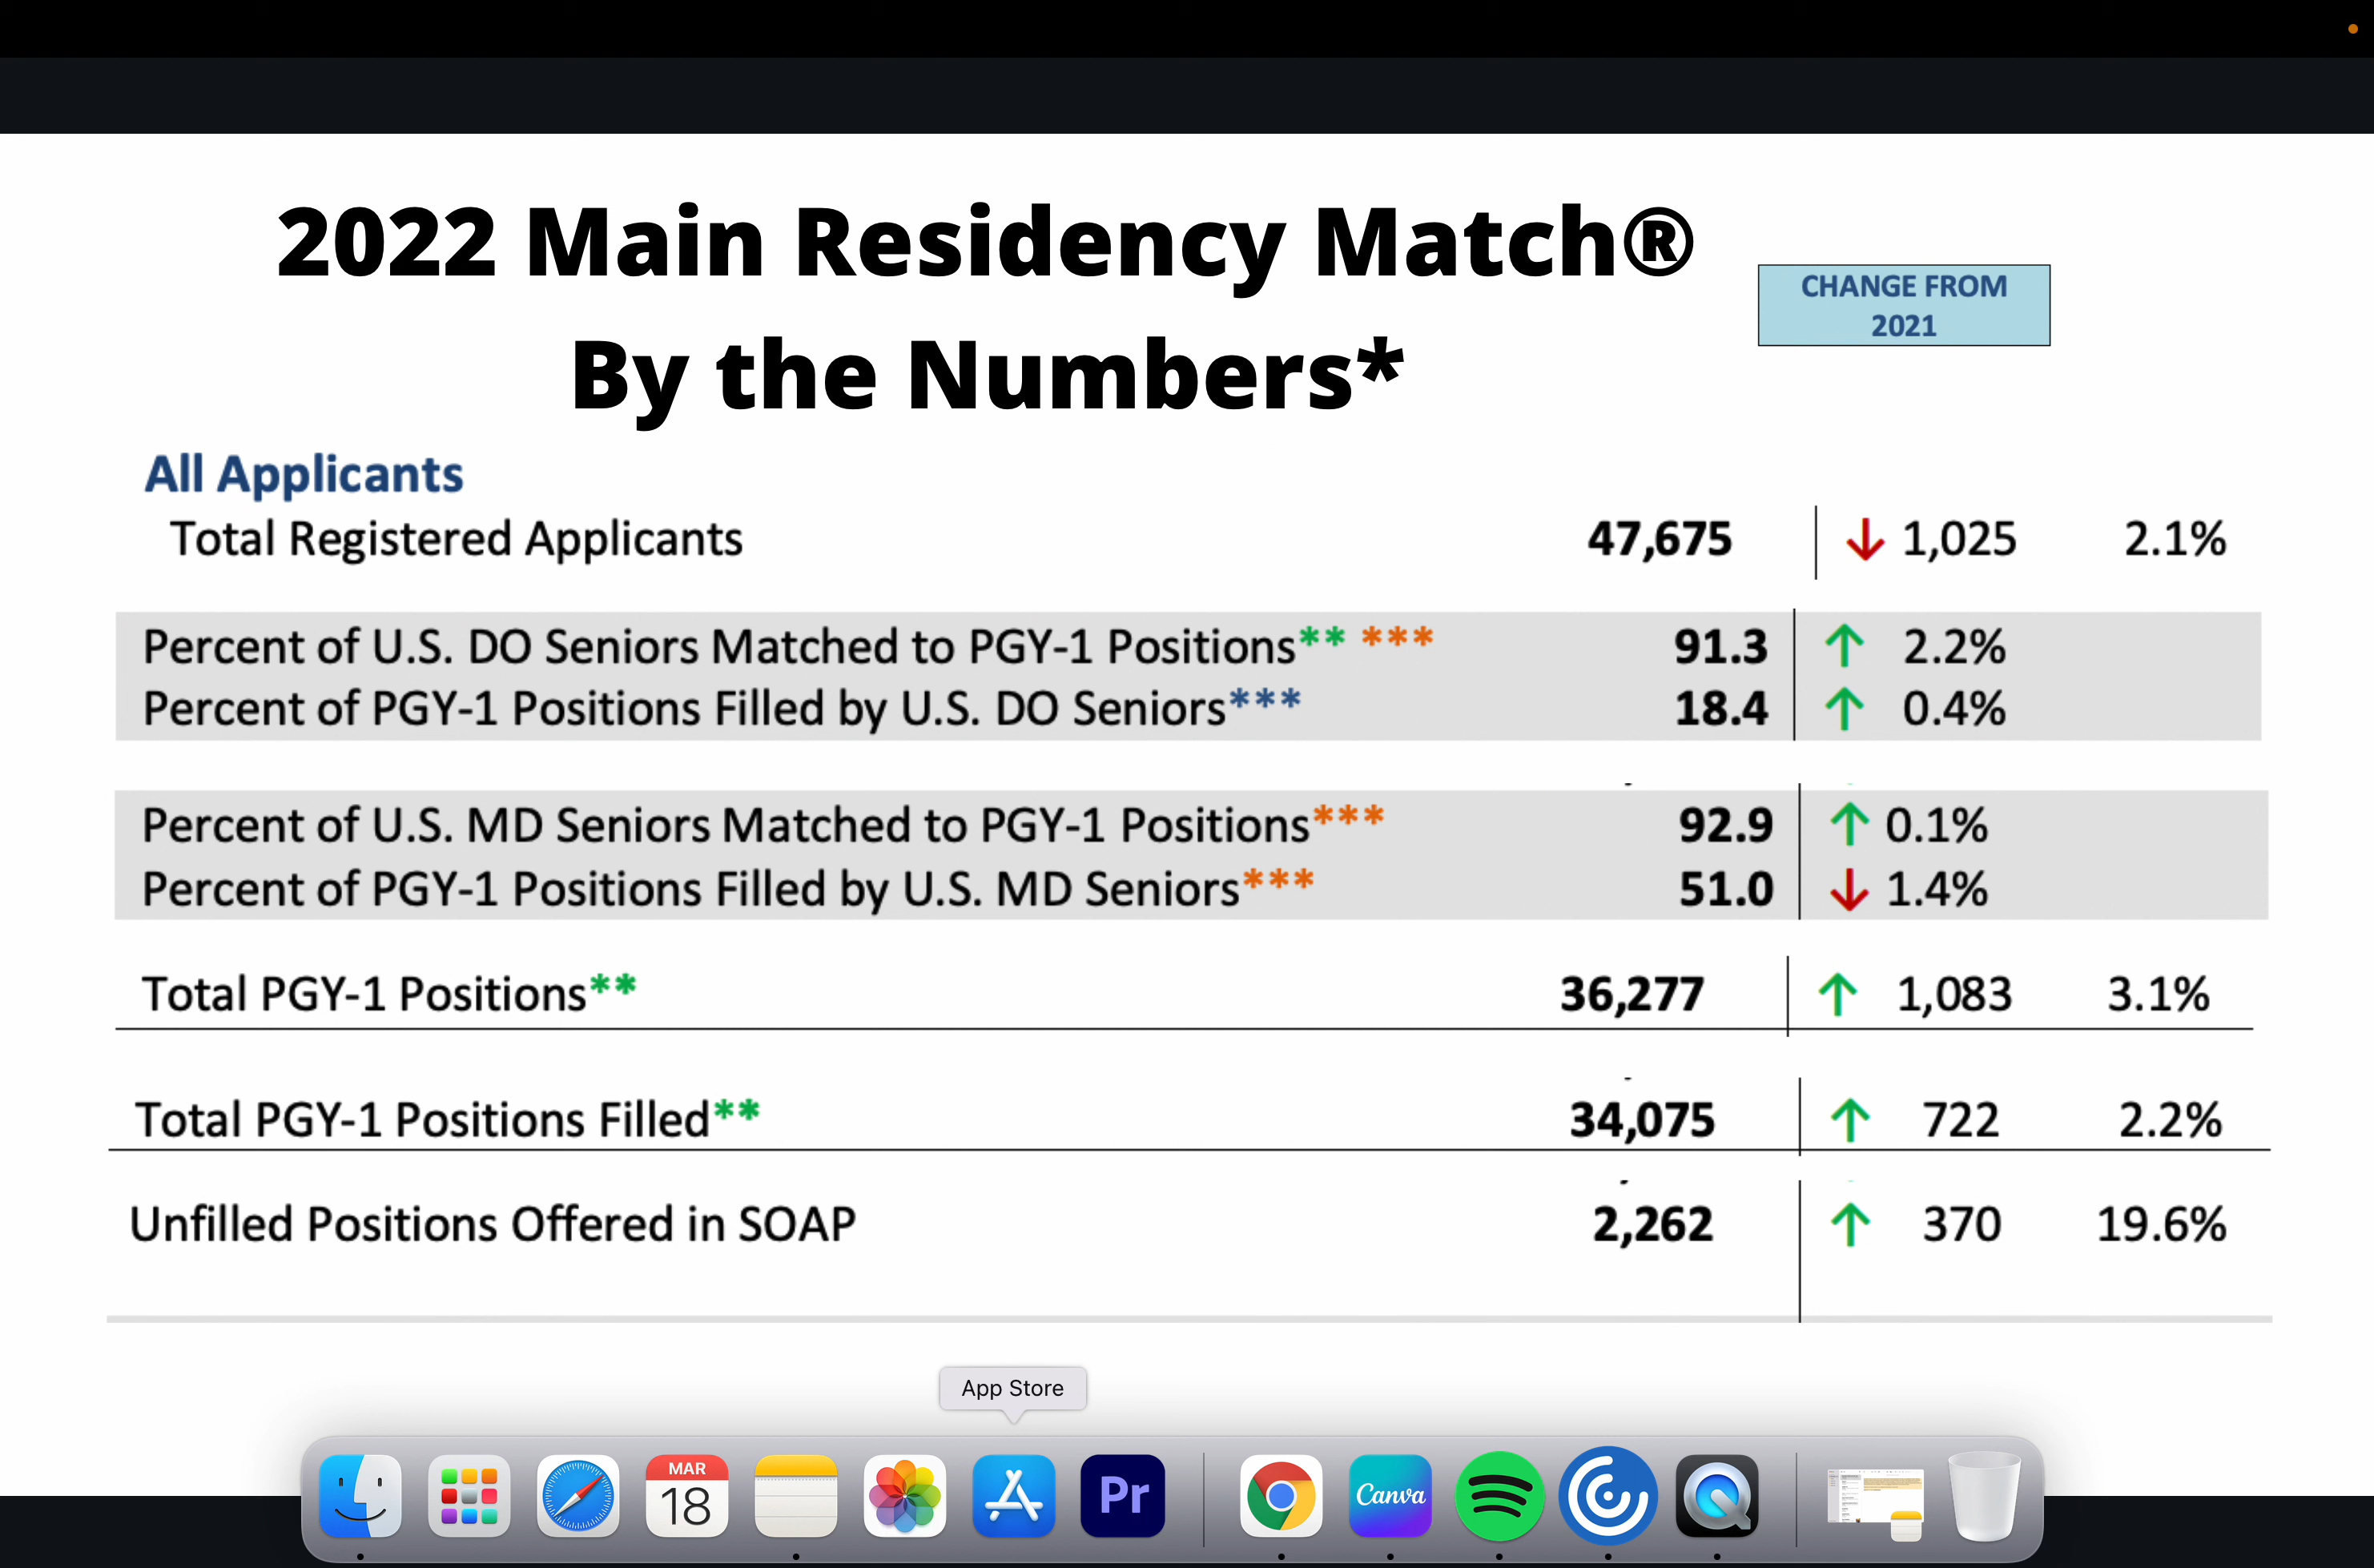 2022 Main Residency Match®
By the Numbers*
CHANGE FROM
2021
All Applicants
Total Registered Applicants 47,675 ↓ 1,025 2.1%
Percent of U.S. DO Seniors Matched to PGY-1 Positions** *** 91.3 ↑ 2.2%
Percent of PGY-1 Positions Filled by U.S. DO Seniors*** 18.4 ↑ 0.4%
Percent of U.S. MD Seniors Matched to PGY-1 Positions*** 92.9 ↑ 0.1%
Percent of PGY-1 Positions Filled by U.S. MD Seniors*** 51.0 ↓ 1.4%
Total PGY-1 Positions** 36,277 ↑ 1,083 3.1%
Total PGY-1 Positions Filled** 34,075 ↑ 722 2.2%
Unfilled Positions Offered in SOAP 2,262 ↑ 370 19.6%
App Store
MAR
18
Pr
Canva